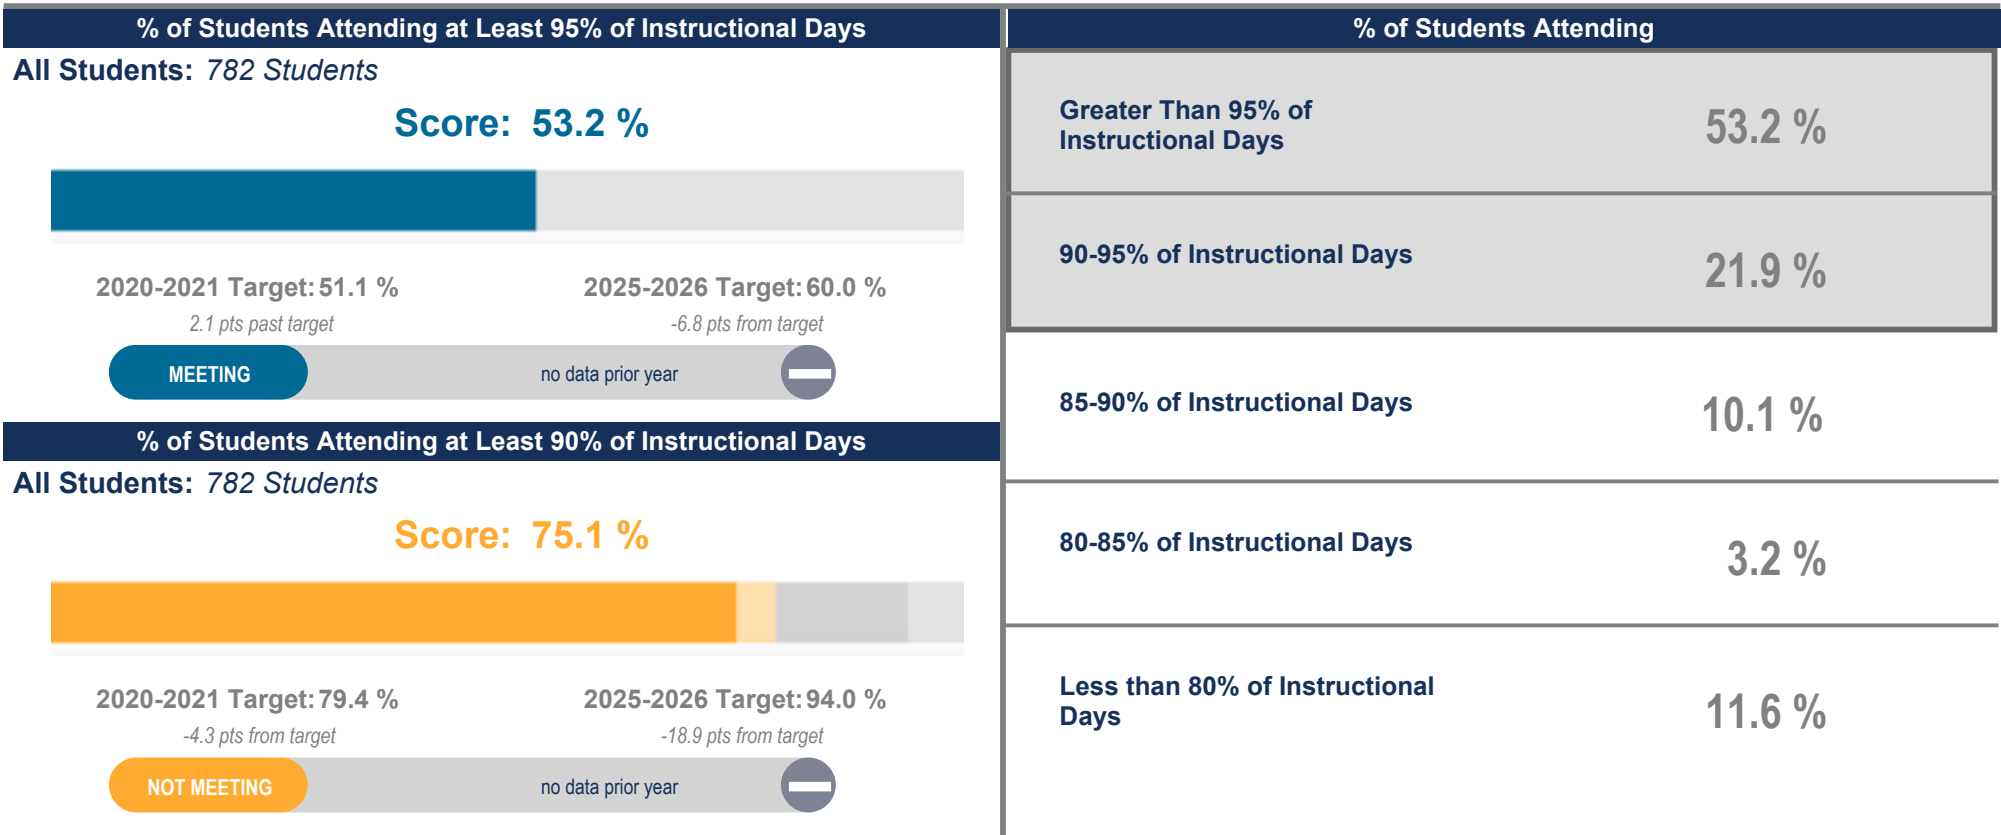 % of Students Attending at Least 95% of Instructional Days
All Students: 782 Students
Score: 53.2 %
2020-2021 Target: 51.1 %
2.1 pts past target
2025-2026 Target: 60.0 %
-6.8 pts from target
MEETING
no data prior year
% of Students Attending at Least 90% of Instructional Days
All Students: 782 Students
Score: 75.1 %
2020-2021 Target: 79.4 %
-4.3 pts from target
2025-2026 Target: 94.0 %
-18.9 pts from target
NOT MEETING
no data prior year
% of Students Attending
Greater Than 95% of
Instructional Days
53.2 %
90-95% of Instructional Days
21.9 %
85-90% of Instructional Days
10.1 %
80-85% of Instructional Days
3.2 %
Less than 80% of Instructional
Days
11.6 %